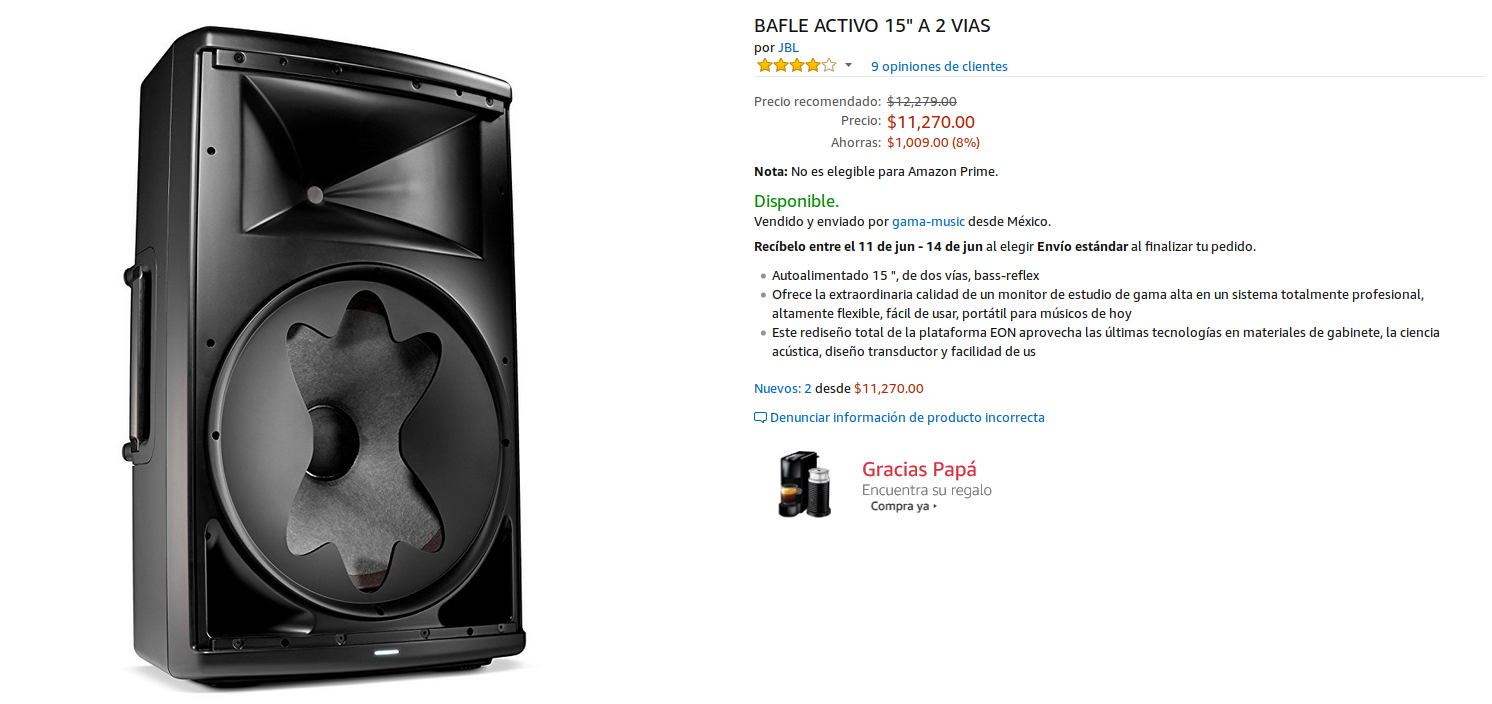 BAFLE ACTIVO 15" A 2 VIAS
por JBL
9 opiniones de clientes
Precio recomendado: $12,279.00
Precio: $11,270.00
Ahorras: $1,009.00 (8%)
Nota: No es elegible para Amazon Prime.
Disponible.
Vendido y enviado por gama-music desde México.
Recíbelo entre el 11 de jun - 14 de jun al elegir Envío estándar al finalizar tu pedido.
Autoalimentado 15 ", de dos vías, bass-reflex
Ofrece la extraordinaria calidad de un monitor de estudio de gama alta en un sistema totalmente profesional,
altamente flexible, fácil de usar, portátil para músicos de hoy
Este rediseño total de la plataforma EON aprovecha las últimas tecnologías en materiales de gabinete, la ciencia
acústica, diseño transductor y facilidad de us
Nuevos: 2 desde $11,270.00
Denunciar información de producto incorrecta
Gracias Papá
Encuentra su regalo
Compra ya